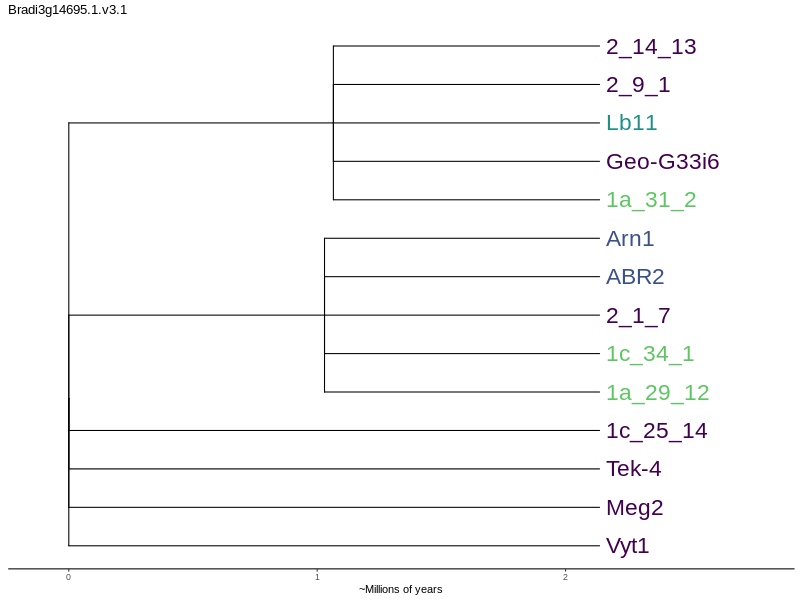 Bradi3g14695.1.v3.1
2_14_13
2_9_1
Lb11
Geo-G33i6
1a_31_2
Arn1
ABR2
2_1_7
1c_34_1
1a_29_12
1c_25_14
Tek-4
Meg2
Vyt1
0 1 2
~Millions of years